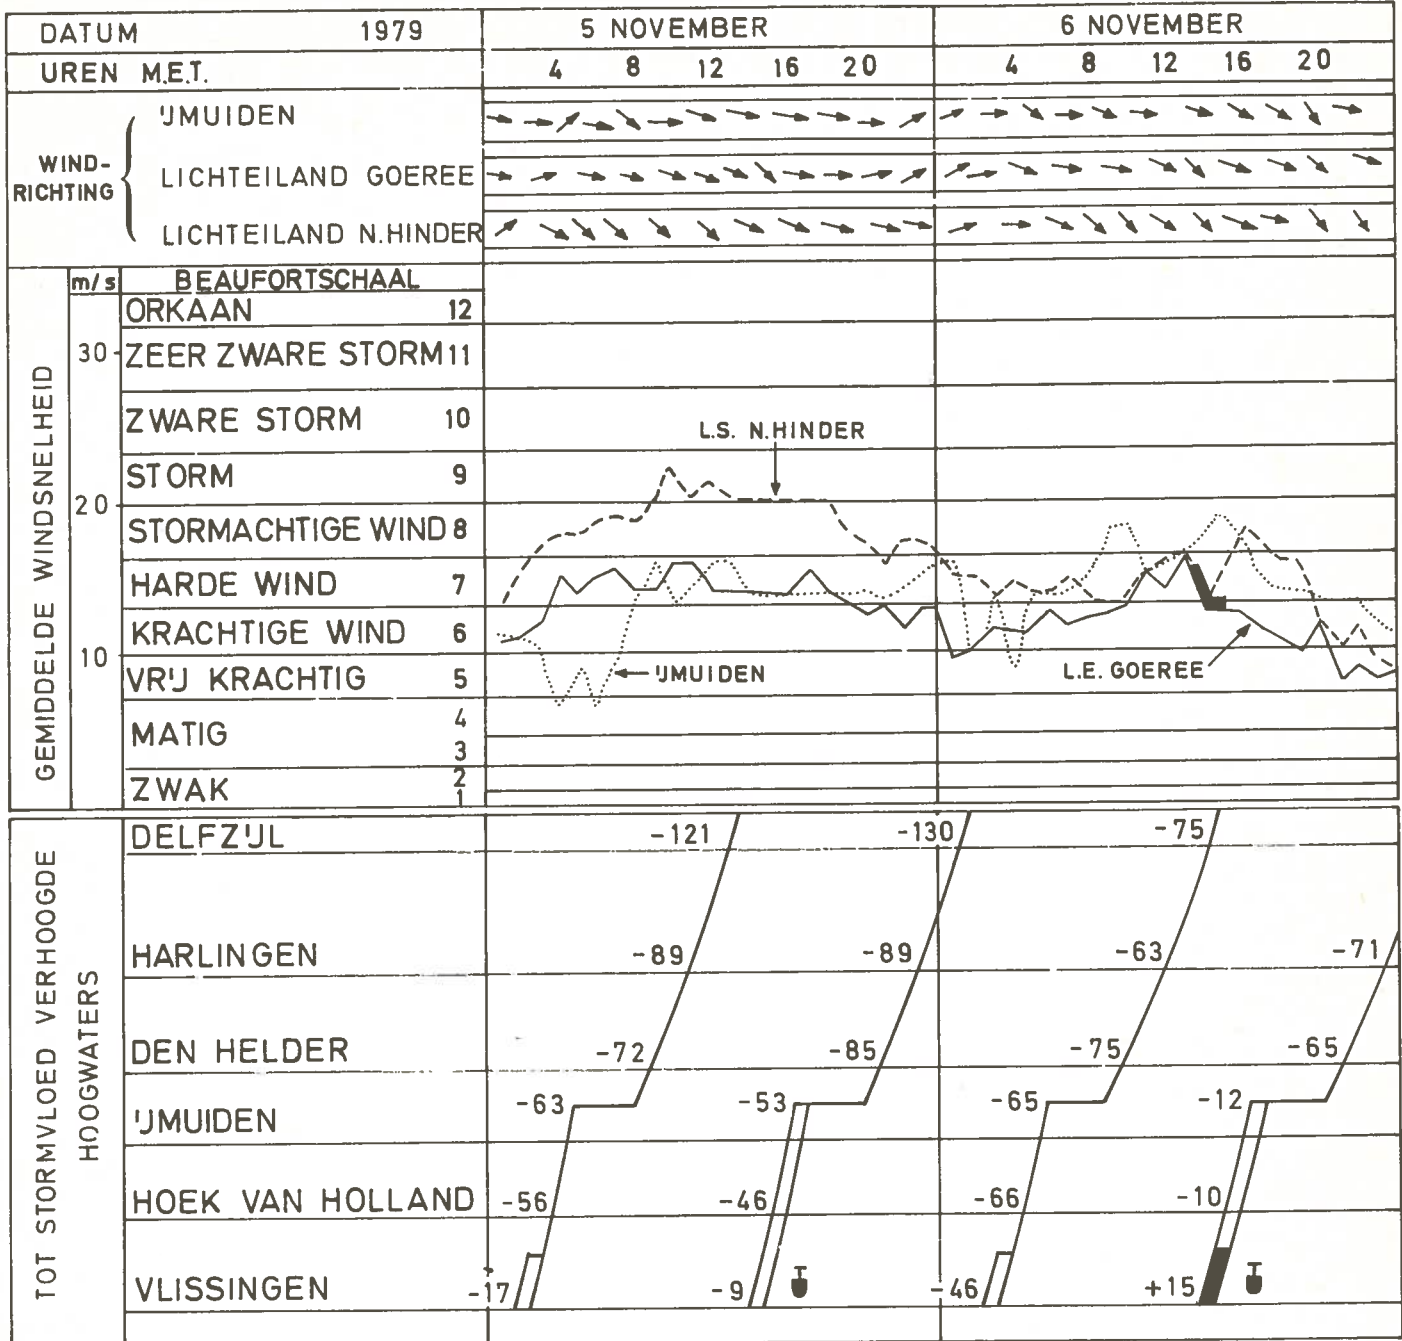 DATUM 1979 5 NOVEMBER 6 NOVEMBER
UREN M.E.T. 4 8 12 16 20 4 8 12 16 20
WIND-
RICHTING
IJMUIDEN
LICHTEILAND GOEREE
LICHTEILAND N.HINDER
GEMIDDELDE WINDSNELHEID
m/s BEAUFORTSCHAAL
ORKAAN 12
30 ZEER ZWARE STORM 11
ZWARE STORM 10
L.S. N.HINDER
STORM 9
20
STORMACHTIGE WIND 8
HARDE WIND 7
KRACHTIGE WIND 6
10
VRIJ KRACHTIG 5
IJMUIDEN
L.E. GOEREE
MATIG 4
3
ZWAK 2
1
TOT STORMVLOED VERHOOGDE
HOOGWATERS
DELFZIJL -121 -130 -75
HARLINGEN -89 -89 -63 -71
DEN HELDER -72 -85 -75 -65
IJMUIDEN -63 -53 -65 -12
HOEK VAN HOLLAND -56 -46 -66 -10
VLISSINGEN -17 -9 -46 +15